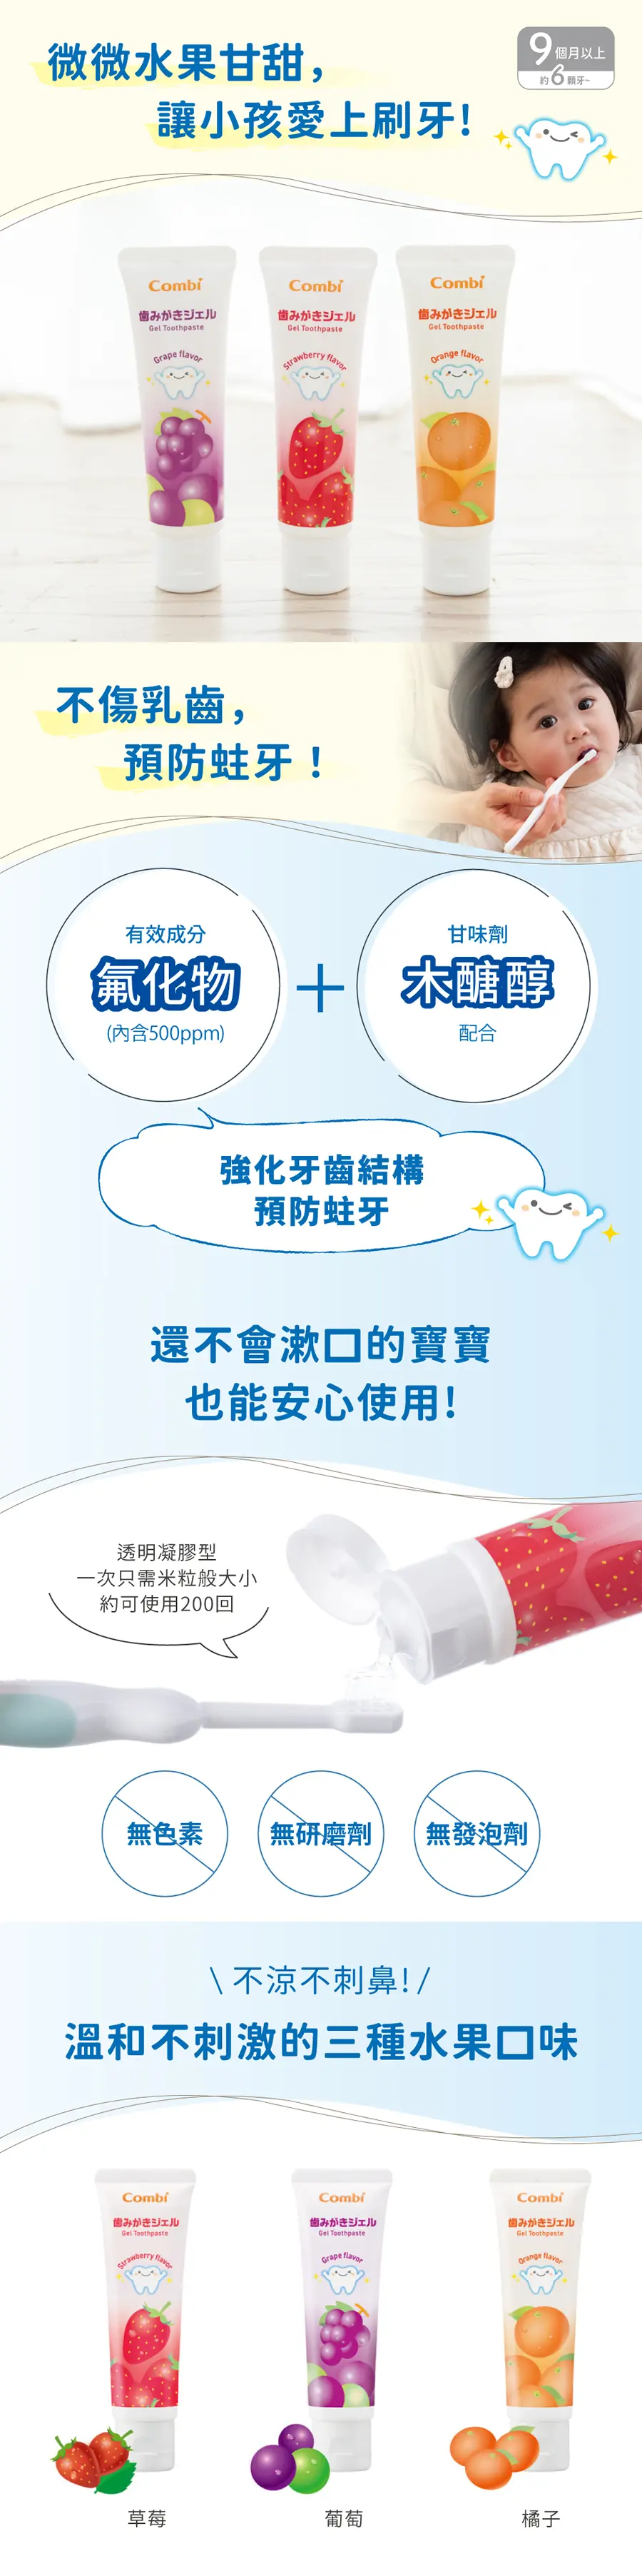 微微水果甘甜，
讓小孩愛上刷牙!
9個月以上
約6顆牙~
Combi
歯みがきジェル
Gel Toothpaste
Grape flavor
Combi
歯みがきジェル
Gel Toothpaste
Strawberry flavor
Combi
歯みがきジェル
Gel Toothpaste
Orange flavor
不傷乳齒，
預防蛀牙！
有效成分
氟化物
(內含500ppm)
+
甘味劑
木醣醇
配合
強化牙齒結構
預防蛀牙
還不會漱口的寶寶
也能安心使用!
透明凝膠型
一次只需米粒般大小
約可使用200回
無色素
無研磨劑
無發泡劑
\ 不涼不刺鼻! /
溫和不刺激的三種水果口味
Combi
歯みがきジェル
Gel Toothpaste
Strawberry flavor
Combi
歯みがきジェル
Gel Toothpaste
Grape flavor
Combi
歯みがきジェル
Gel Toothpaste
Orange flavor
草莓
葡萄
橘子